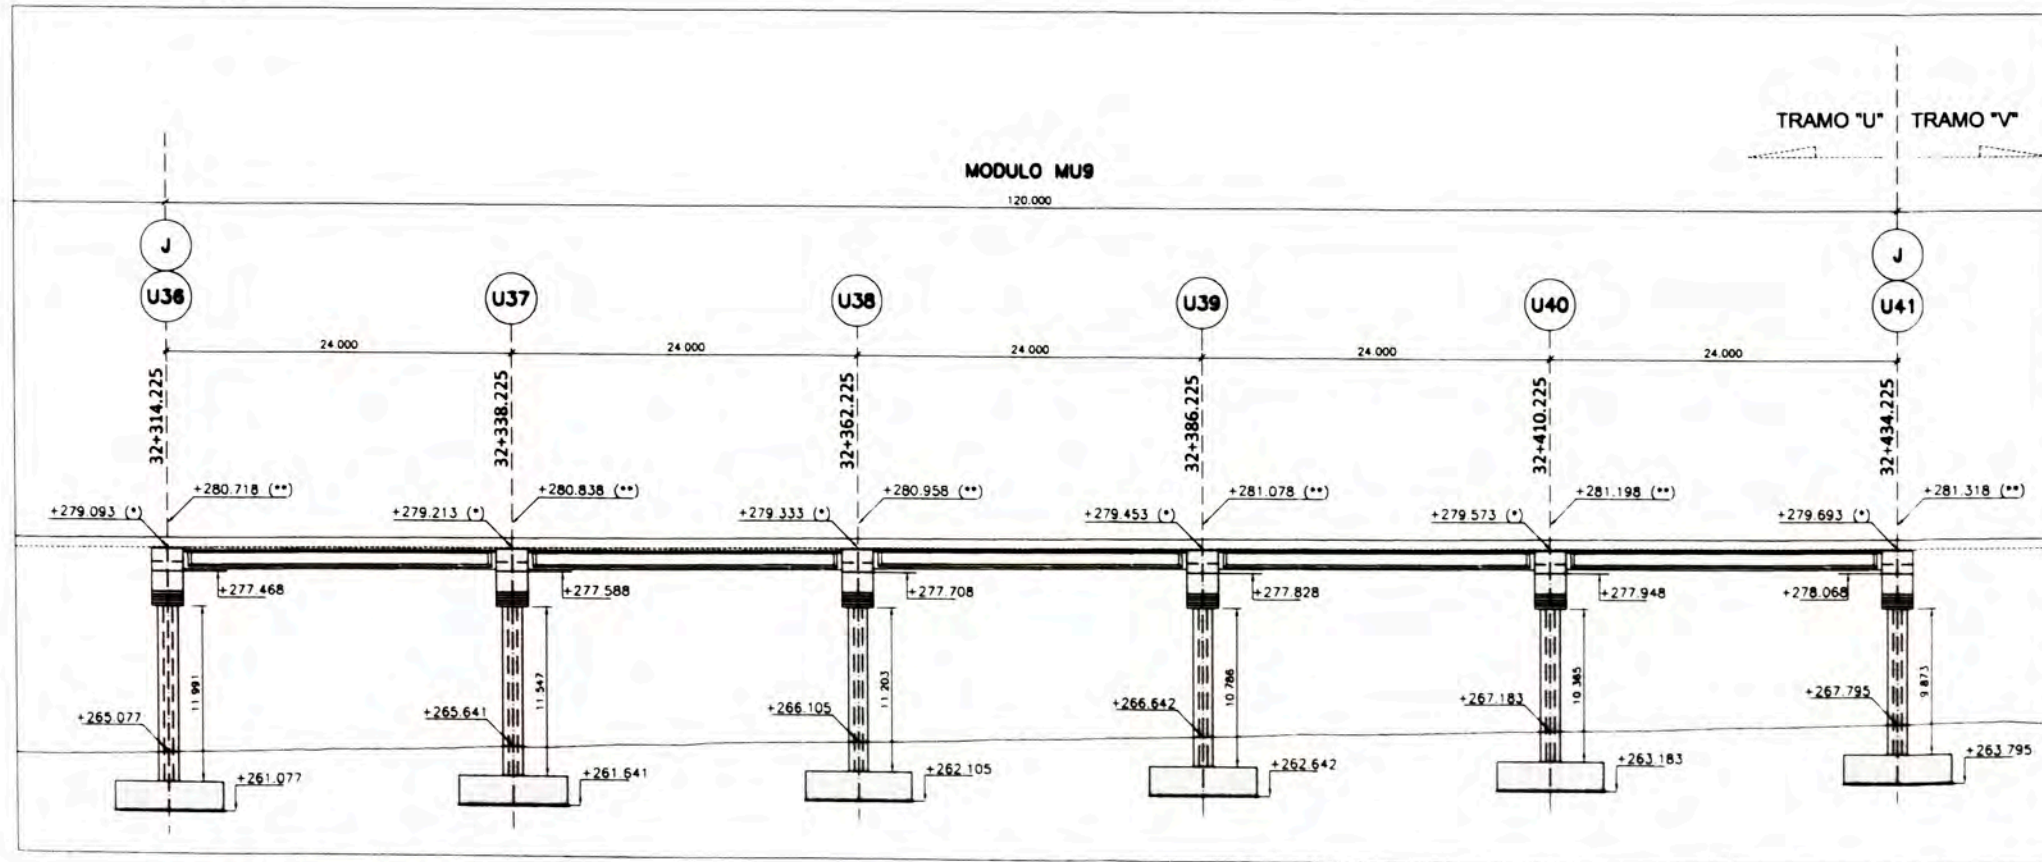 TRAMO "U" TRAMO "V"
MODULO MU9
120.000
J J
U36 U37 U38 U39 U40 U41
24.000 24.000 24.000 24.000 24.000
32+314.225 32+338.225 32+362.225 32+386.225 32+410.225 32+434.225
+280.718 (**) +280.838 (**) +280.958 (**) +281.078 (**) +281.198 (**) +281.318 (**)
+279.093 (*) +279.213 (*) +279.333 (*) +279.453 (*) +279.573 (*) +279.693 (*)
+277.468 +277.588 +277.708 +277.828 +277.948 +278.068
11.991 11.547 11.203 10.786 10.365 9.873
+265.077 +265.641 +266.105 +266.642 +267.183 +267.795
+261.077 +261.641 +262.105 +262.642 +263.183 +263.795